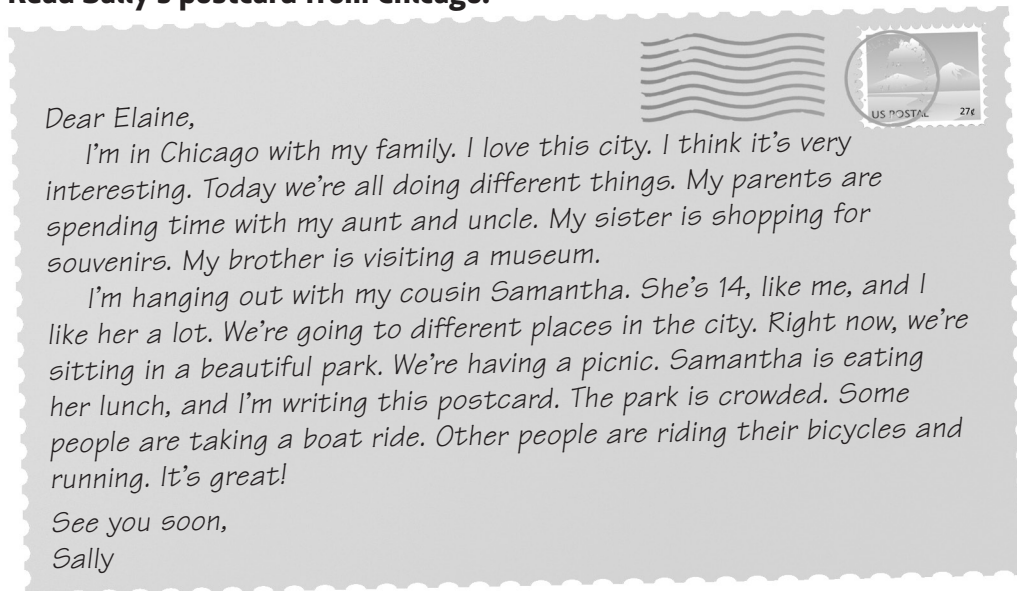 Read Sally's postcard from Chicago.
US POSTAL 27¢
Dear Elaine,
I'm in Chicago with my family. I love this city. I think it's very
interesting. Today we're all doing different things. My parents are
spending time with my aunt and uncle. My sister is shopping for
souvenirs. My brother is visiting a museum.
I'm hanging out with my cousin Samantha. She's 14, like me, and I
like her a lot. We're going to different places in the city. Right now, we're
sitting in a beautiful park. We're having a picnic. Samantha is eating
her lunch, and I'm writing this postcard. The park is crowded. Some
people are taking a boat ride. Other people are riding their bicycles and
running. It's great!
See you soon,
Sally